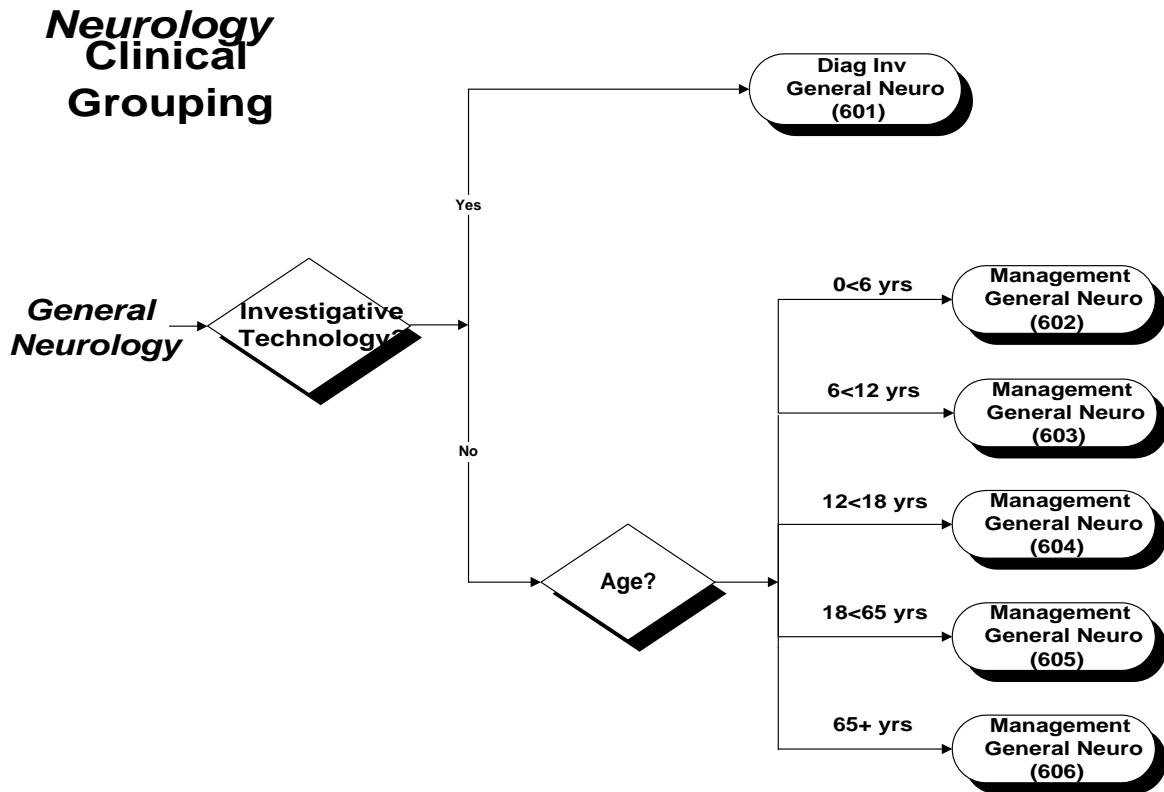 Neurology
Clinical
Grouping
Diag Inv
General Neuro
(601)
Yes
General
Neurology
Investigative
Technology?
No
Age?
0<6 yrs
Management
General Neuro
(602)
6<12 yrs
Management
General Neuro
(603)
12<18 yrs
Management
General Neuro
(604)
18<65 yrs
Management
General Neuro
(605)
65+ yrs
Management
General Neuro
(606)